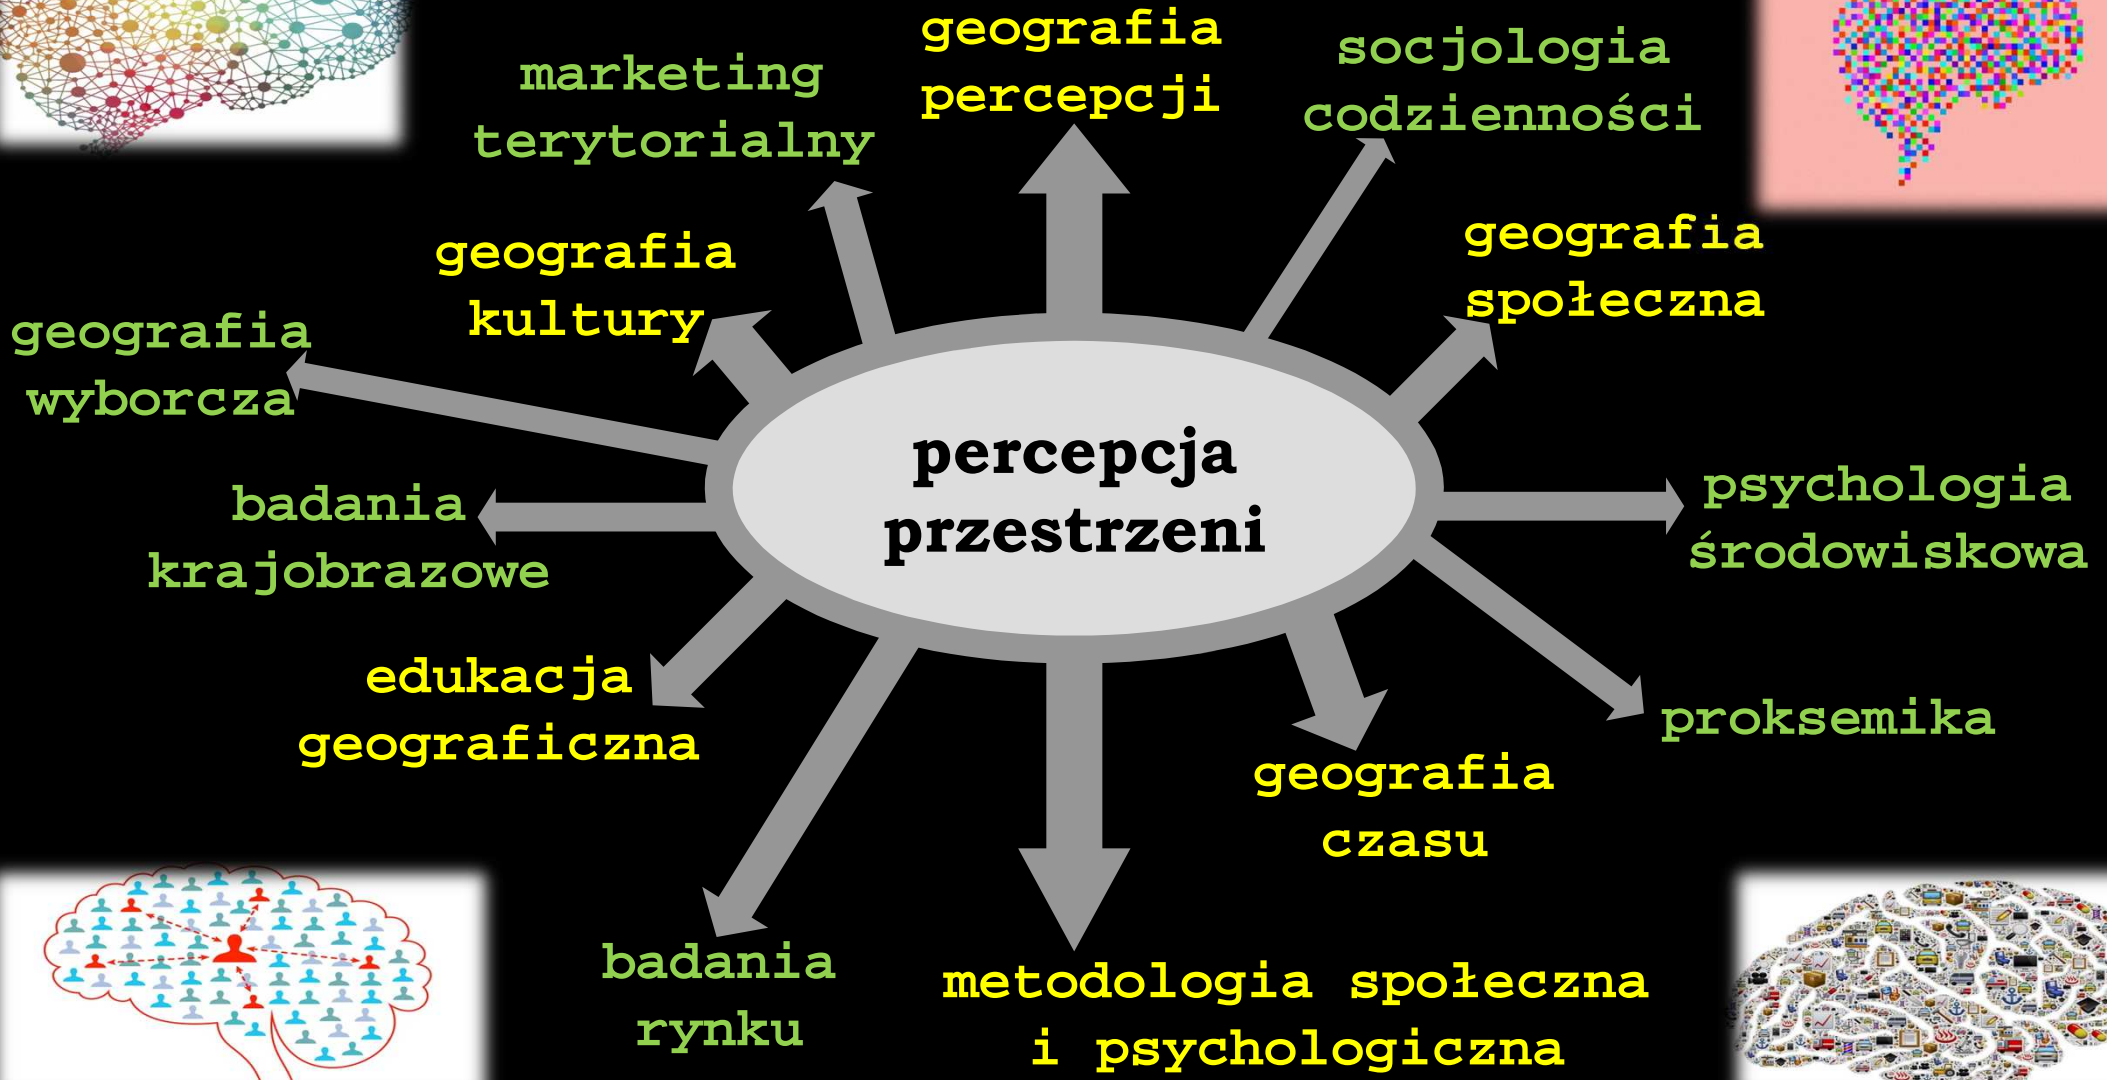 geografia
percepcji
socjologia
codzienności
marketing
terytorialny
geografia
społeczna
geografia
kultury
geografia
wyborcza
percepcja
przestrzeni
psychologia
środowiskowa
badania
krajobrazowe
edukacja
geograficzna
proksemika
geografia
czasu
badania
rynku
metodologia społeczna
i psychologiczna